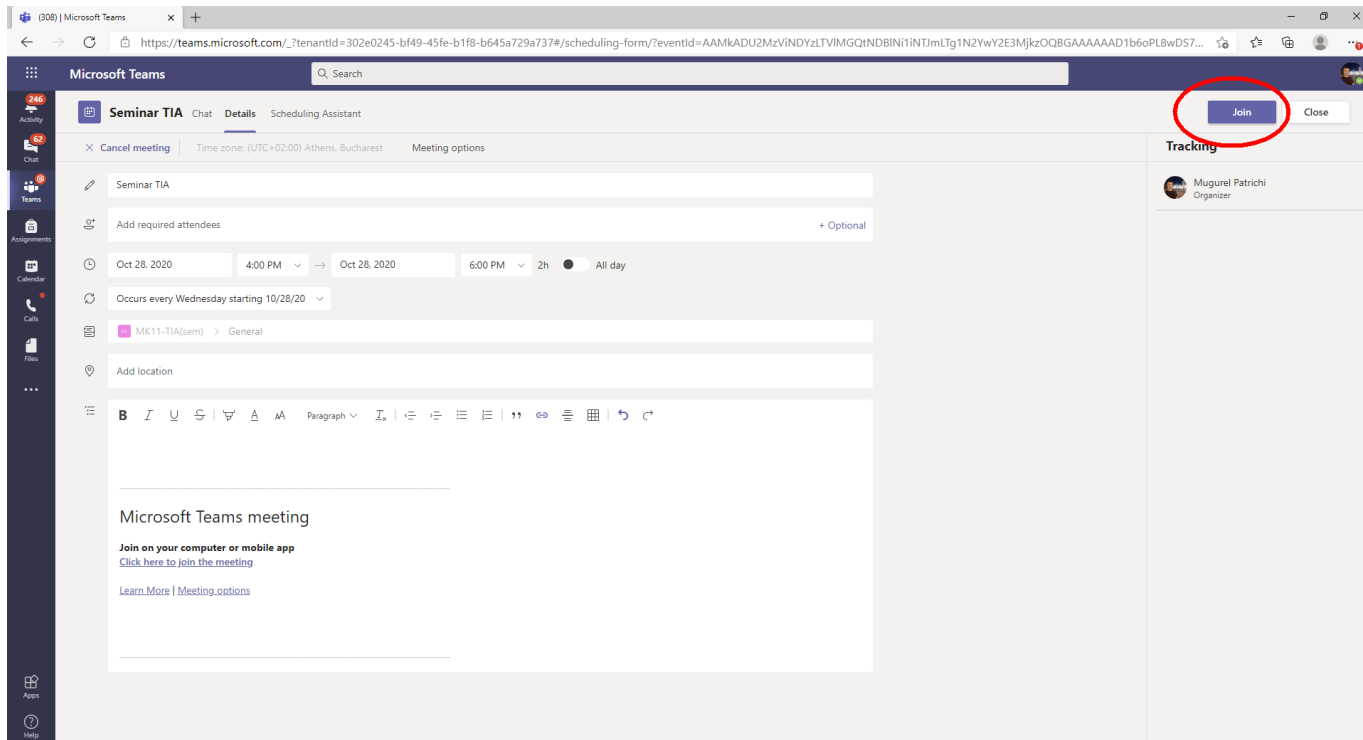 (308) | Microsoft Teams
https://teams.microsoft.com/_?tenantId=302e0245-bf49-45fe-b1f8-b645a729a737#/scheduling-form/?eventId=AAMkADU2MzViNDYzLTVlMGQtNDBlNi1iNTJmLTg1N2YwY2E3MjkzOQBGAAAAAAD1b6oPL8wDS7...
Microsoft Teams
Search
246
Activity
62
Chat
Teams
Assignments
Calendar
Calls
Files
Apps
Help
Seminar TIA Chat Details Scheduling Assistant
Join Close
Cancel meeting Time zone: (UTC+02:00) Athens, Bucharest Meeting options
Seminar TIA
Add required attendees + Optional
Oct 28, 2020 4:00 PM → Oct 28, 2020 6:00 PM 2h All day
Occurs every Wednesday starting 10/28/20
MK11-TIA(sem) > General
Add location
B I U S A AA Paragraph Tx
Microsoft Teams meeting
Join on your computer or mobile app
Click here to join the meeting
Learn More | Meeting options
Tracking
Mugurel Patrichi
Organizer